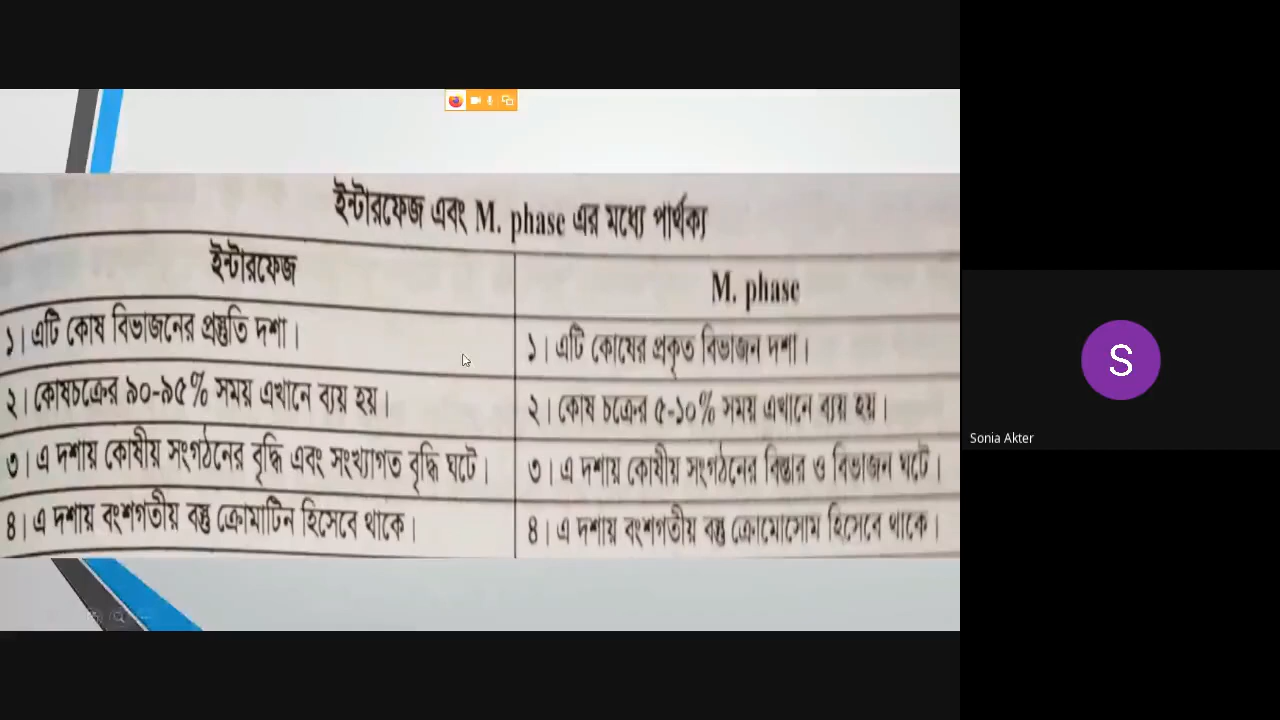 ইন্টারফেজ এবং M. phase এর মধ্যে পার্থক্য
ইন্টারফেজ
M. phase
১। এটি কোষ বিভাজনের প্রস্তুতি দশা।
১। এটি কোষের প্রকৃত বিভাজন দশা।
২। কোষচক্রের ৯০-৯৫% সময় এখানে ব্যয় হয়।
২। কোষ চক্রের ৫-১০% সময় এখানে ব্যয় হয়।
৩। এ দশায় কোষীয় সংগঠনের বৃদ্ধি এবং সংখ্যাগত বৃদ্ধি ঘটে।
৩। এ দশায় কোষীয় সংগঠনের বিস্তার ও বিভাজন ঘটে।
৪। এ দশায় বংশগতীয় বস্তু ক্রোমাটিন হিসেবে থাকে।
৪। এ দশায় বংশগতীয় বস্তু ক্রোমোসোম হিসেবে থাকে।
S
Sonia Akter